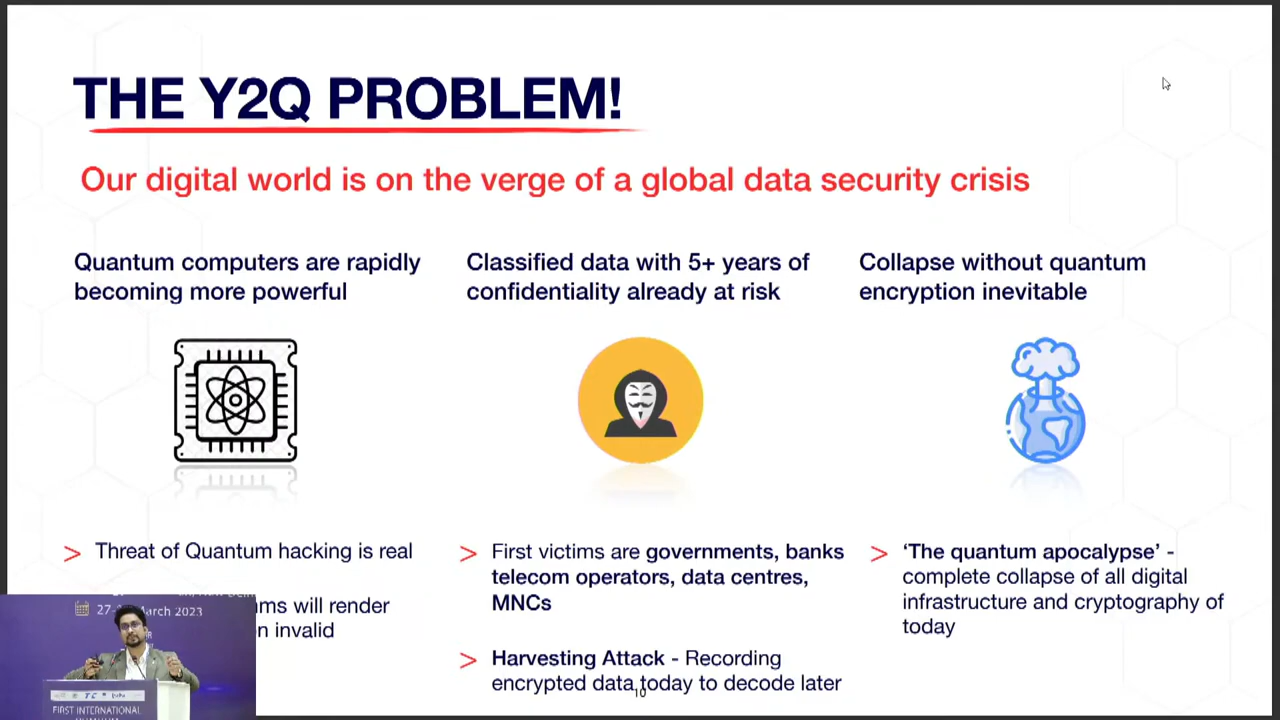 THE Y2Q PROBLEM!
Our digital world is on the verge of a global data security crisis
Quantum computers are rapidly
becoming more powerful
Classified data with 5+ years of
confidentiality already at risk
Collapse without quantum
encryption inevitable
> Threat of Quantum hacking is real
will render
invalid
> First victims are governments, banks
telecom operators, data centres,
MNCs
> Harvesting Attack - Recording
encrypted data today to decode later
> ‘The quantum apocalypse’ -
complete collapse of all digital
infrastructure and cryptography of
today
10
March 2023
FIRST INTERNATIONAL